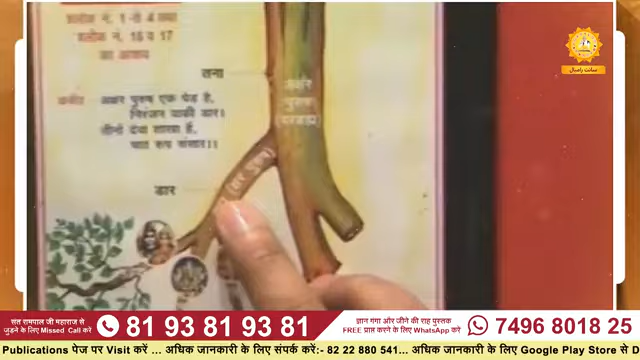 श्लोक नं. 1 से 4 तथा
श्लोक नं. 16 व 17
का आशय
तना
कबीर अक्षर पुरुष एक पेड है,
निरंजन वाकी डार।
तीनों देवा शाखा हैं,
पात रूप संसार।।
अक्षर
पुरुष
(परब्रह्म)
डार
संत रामपाल जी महाराज से
जुड़ने के लिए Missed Call करें
81 93 81 93 81
ज्ञान गंगा और जीने की राह पुस्तक
FREE प्राप्त करने के लिए WhatsApp करें
7496 8018 25
Publications पेज पर Visit करें ... अधिक जानकारी के लिए संपर्क करें:- 82 22 880 541... अधिक जानकारी के लिए Google Play Store से